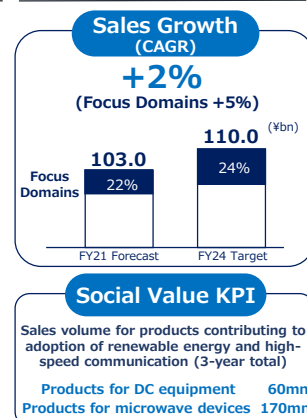 Sales Growth
(CAGR)
+2%
(Focus Domains +5%)
(¥bn)
110.0
103.0
24%
Focus
Domains
22%
FY21 Forecast FY24 Target
Social Value KPI
Sales volume for products contributing to
adoption of renewable energy and high-
speed communication (3-year total)
Products for DC equipment 60mn
Products for microwave devices 170mn